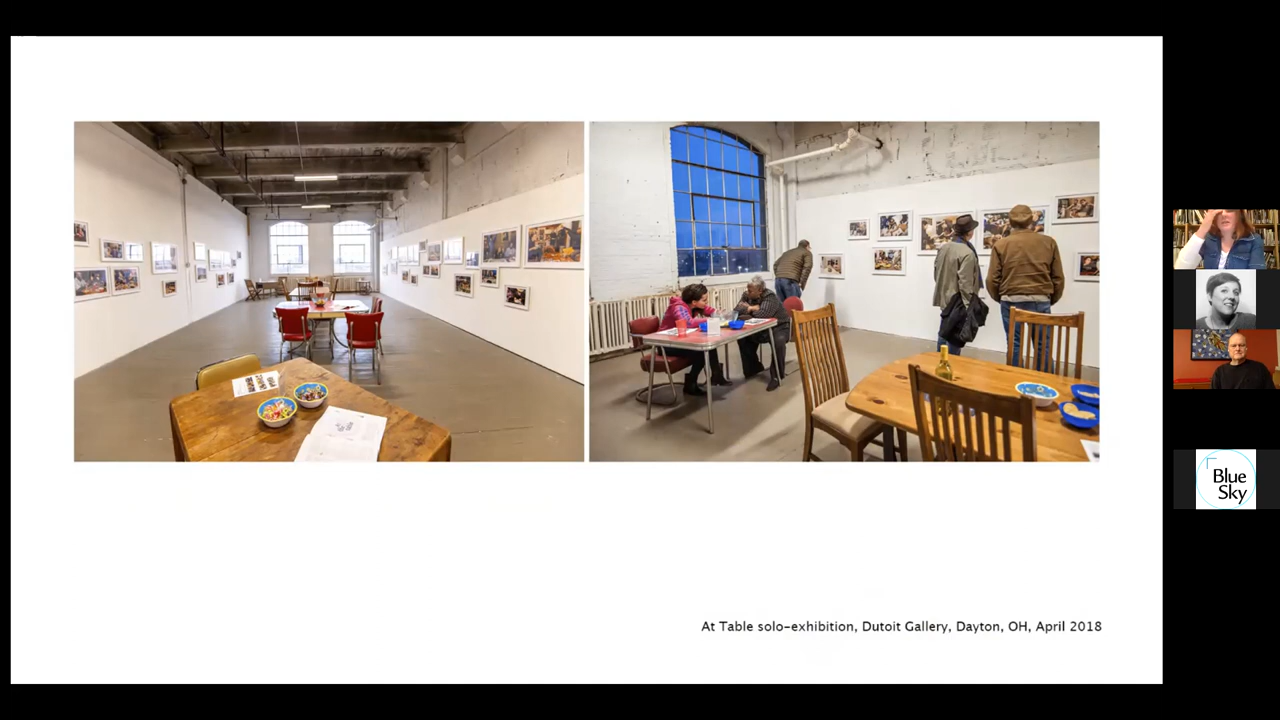 At Table solo-exhibition, Dutoit Gallery, Dayton, OH, April 2018
Blue
Sky